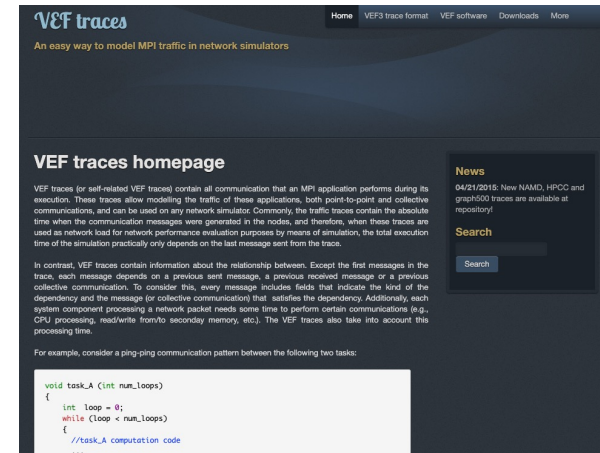 VEF traces
Home VEF3 trace format VEF software Downloads More
An easy way to model MPI traffic in network simulators
VEF traces homepage
VEF traces (or self-related VEF traces) contain all communication that an MPI application performs during its
execution. These traces allow modelling the traffic of these applications, both point-to-point and collective
communications, and can be used on any network simulator. Commonly, the traffic traces contain the absolute
time when the communication messages were generated in the nodes, and therefore, when these traces are
used as network load for network performance evaluation purposes by means of simulation, the total execution
time of the simulation practically only depends on the last message sent from the trace.
In contrast, VEF traces contain information about the relationship between. Except the first messages in the
trace, each message depends on a previous sent message, a previous received message or a previous
collective communication. To consider this, every message includes fields that indicate the kind of the
dependency and the message (or collective communication) that satisfies the dependency. Additionally, each
system component processing a network packet needs some time to perform certain communications (e.g.,
CPU processing, read/write from/to seconday memory, etc.). The VEF traces also take into account this
processing time.
For example, consider a ping-ping communication pattern between the following two tasks:
void task_A (int num_loops)
{
int loop = 0;
while (loop < num_loops)
{
//task_A computation code
...
News
04/21/2015: New NAMD, HPCC and
graph500 traces are available at
repository!
Search
Search